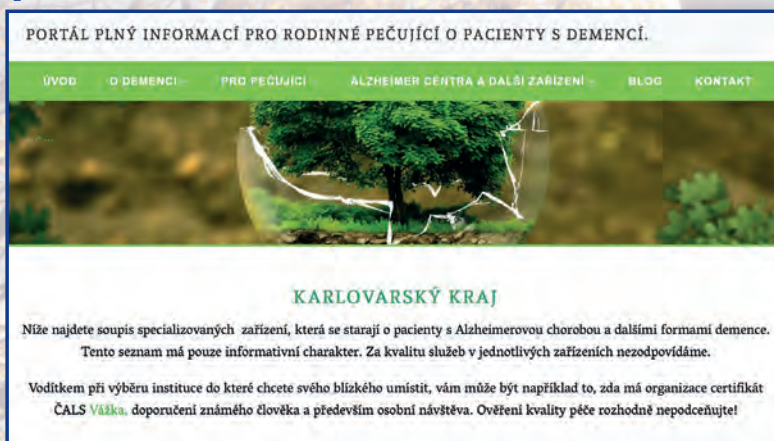 PORTÁL PLNÝ INFORMACÍ PRO RODINNÉ PEČUJÍCÍ O PACIENTY S DEMENCÍ.
ÚVOD O DEMENCI PRO PEČUJÍCÍ ALZHEIMER CENTRA A DALŠÍ ZAŘÍZENÍ BLOG KONTAKT
KARLOVARSKÝ KRAJ
Níže najdete soupis specializovaných zařízení, která se starají o pacienty s Alzheimerovou chorobou a dalšími formami demence.
Tento seznam má pouze informativní charakter. Za kvalitu služeb v jednotlivých zařízeních nezodpovídáme.
Vodítkem při výběru instituce do které chcete svého blízkého umístit, vám může být například to, zda má organizace certifikát
ČALS Vážka, doporučení známého člověka a především osobní návštěva. Ověření kvality péče rozhodně nepodceňujte!